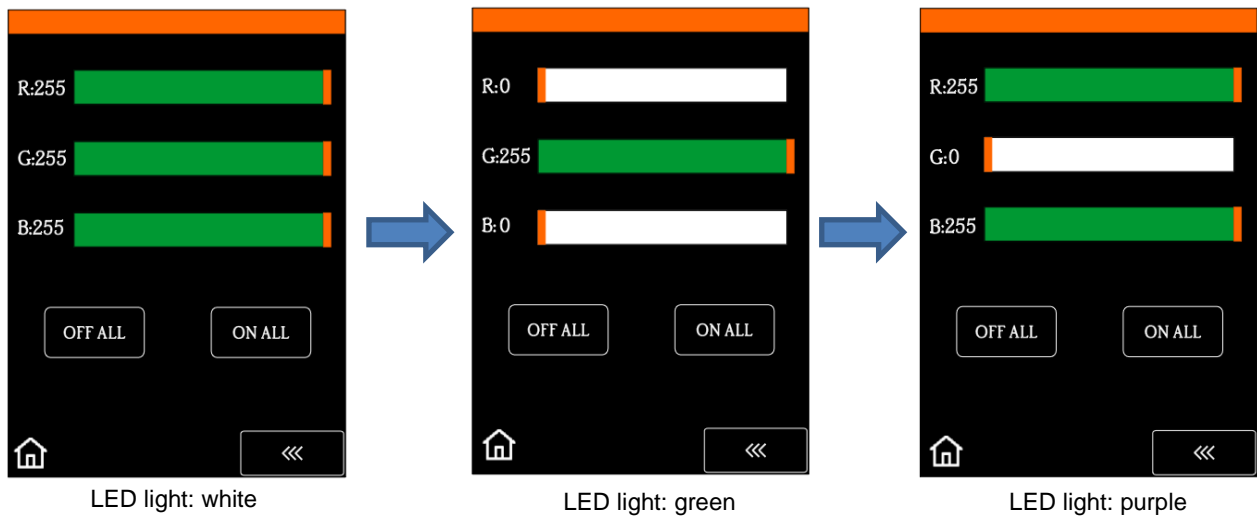 R:255
G:255
B:255
OFF ALL ON ALL
LED light: white
R:0
G:255
B: 0
OFF ALL ON ALL
LED light: green
R:255
G:0
B:255
OFF ALL ON ALL
LED light: purple